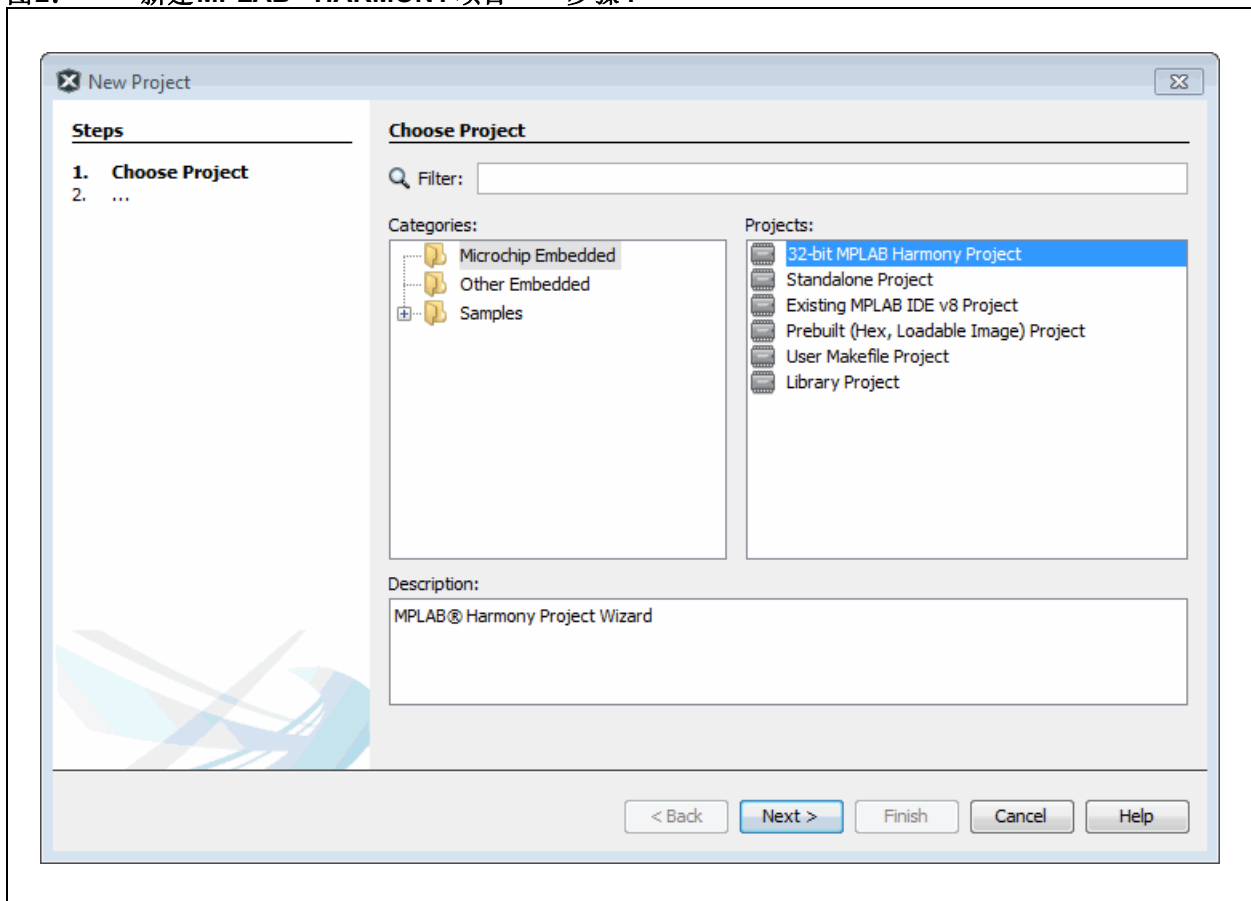 New Project
Steps
1. Choose Project
2. ...
Choose Project
Filter:
Categories:
Microchip Embedded
Other Embedded
Samples
Projects:
32-bit MPLAB Harmony Project
Standalone Project
Existing MPLAB IDE v8 Project
Prebuilt (Hex, Loadable Image) Project
User Makefile Project
Library Project
Description:
MPLAB® Harmony Project Wizard
< Back
Next >
Finish
Cancel
Help